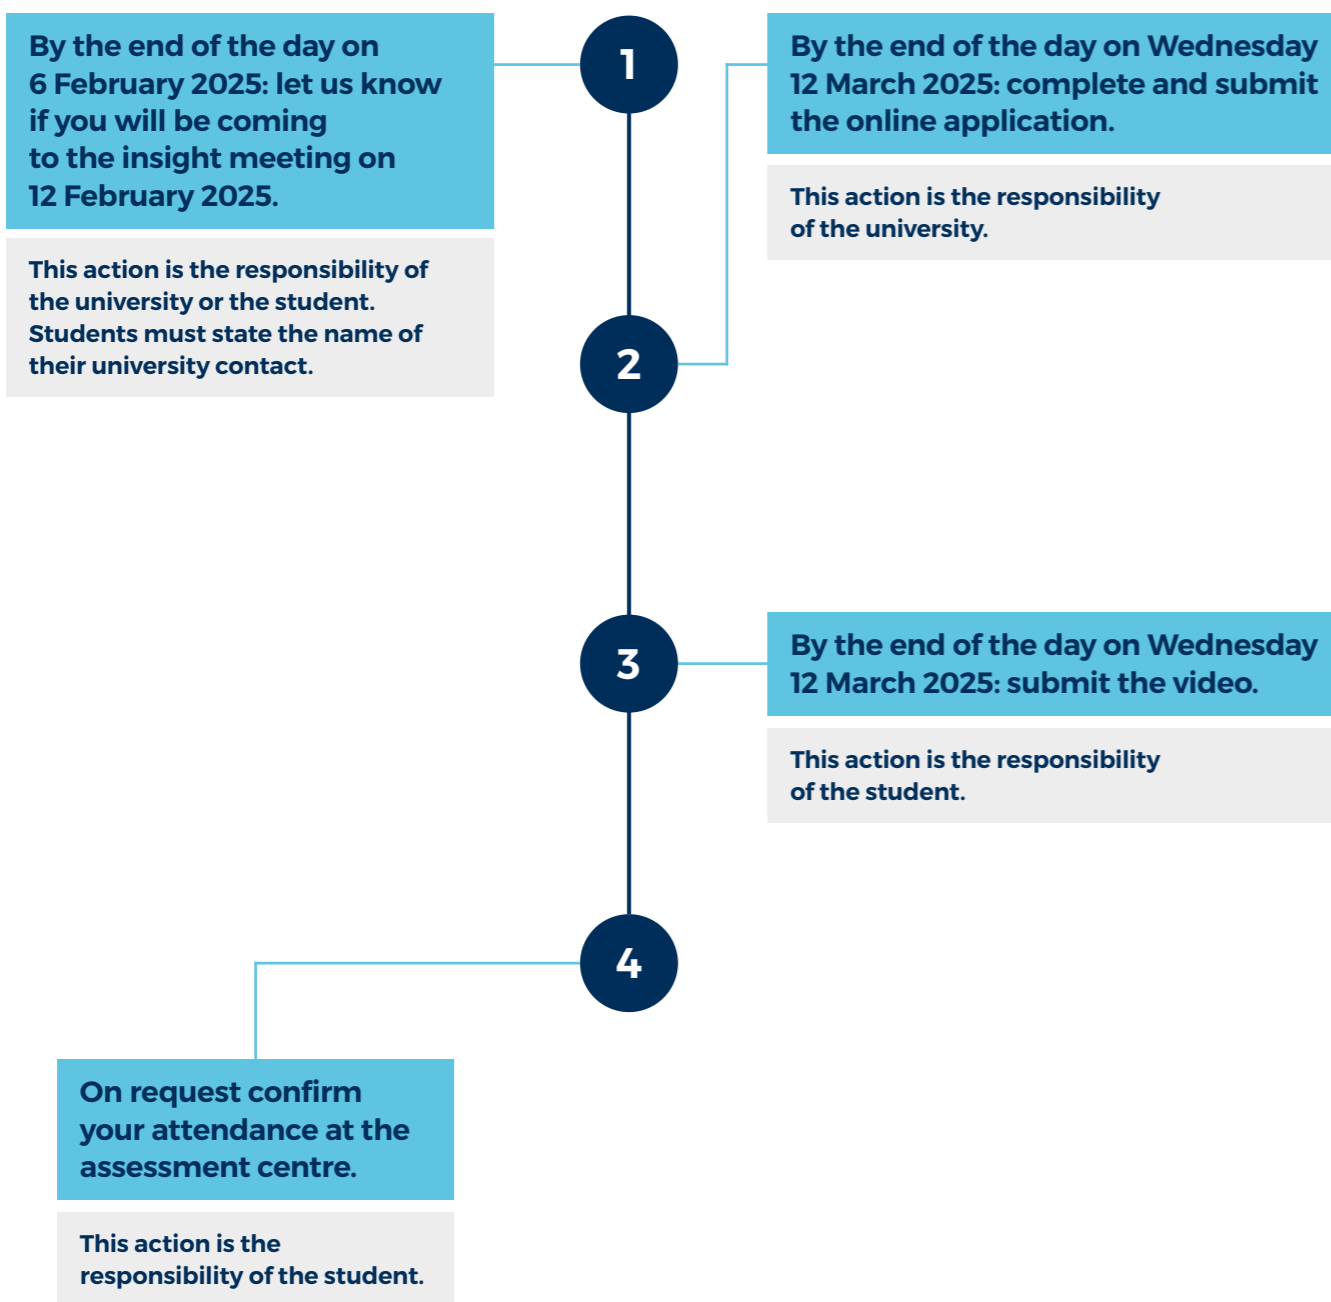 1
By the end of the day on
6 February 2025: let us know
if you will be coming
to the insight meeting on
12 February 2025.
This action is the responsibility of
the university or the student.
Students must state the name of
their university contact.
2
By the end of the day on Wednesday
12 March 2025: complete and submit
the online application.
This action is the responsibility
of the university.
3
By the end of the day on Wednesday
12 March 2025: submit the video.
This action is the responsibility
of the student.
4
On request confirm
your attendance at the
assessment centre.
This action is the
responsibility of the student.